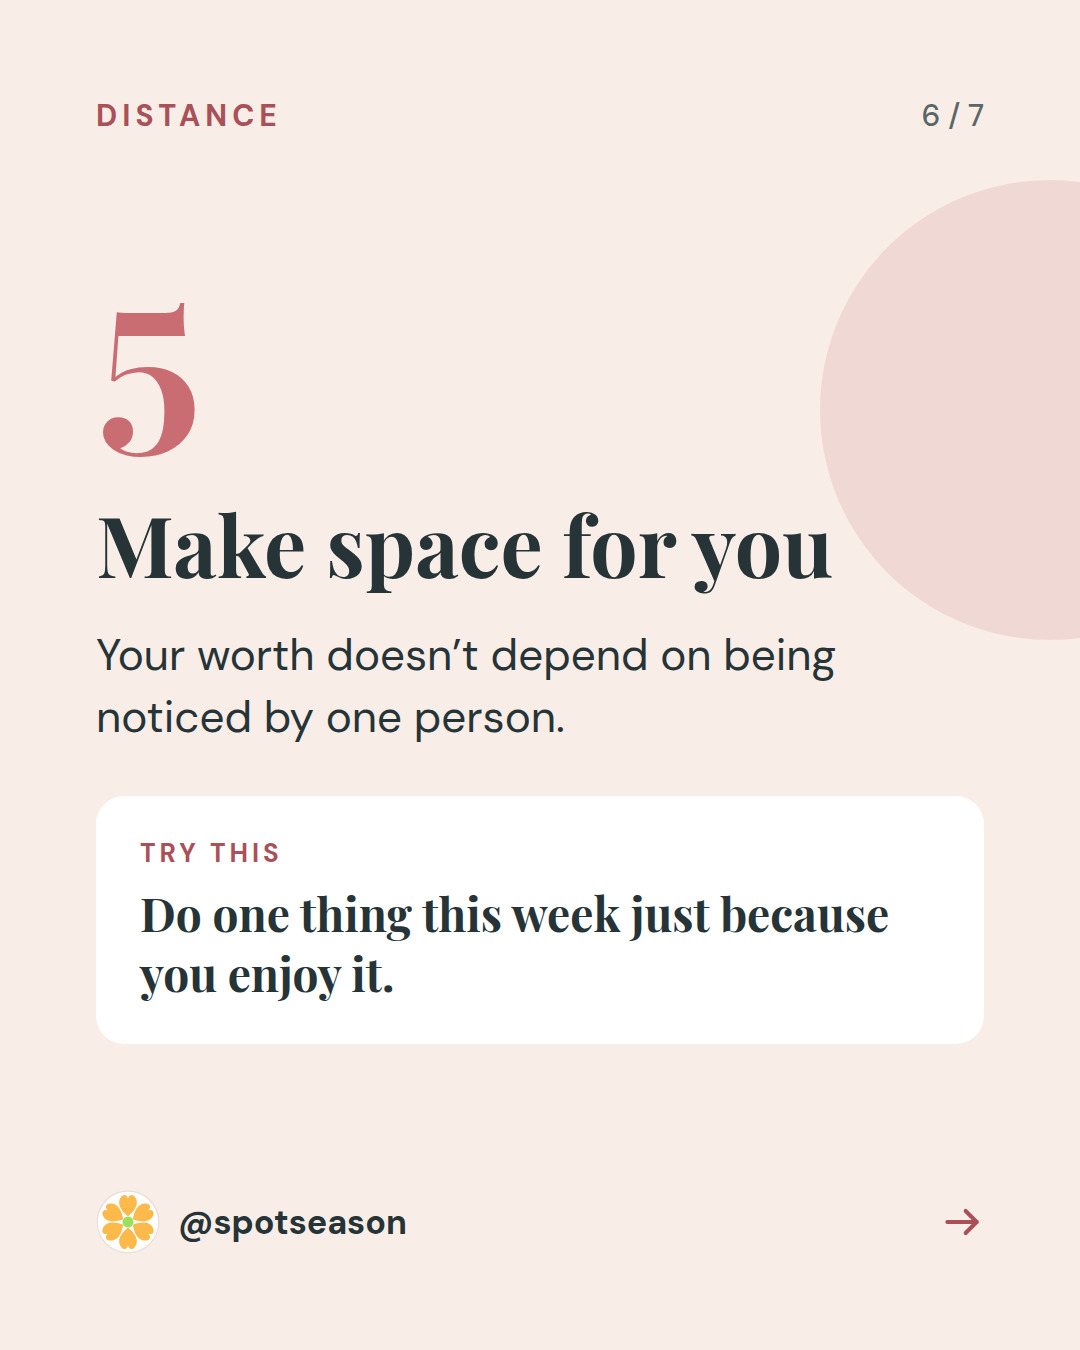 DISTANCE
6 / 7
5
Make space for you
Your worth doesn’t depend on being
noticed by one person.
TRY THIS
Do one thing this week just because
you enjoy it.
@spotseason